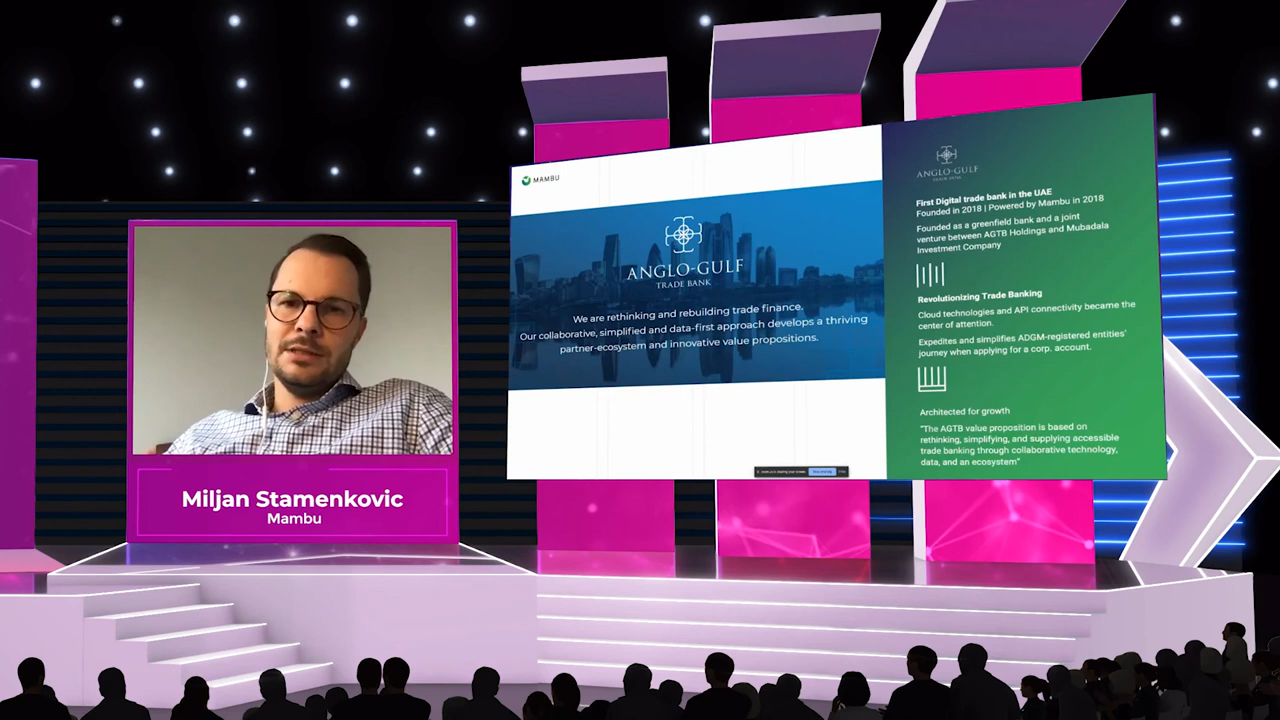 MAMBU
ANGLO-GULF
TRADE BANK
We are rethinking and rebuilding trade finance.
Our collaborative, simplified and data-first approach develops a thriving
partner-ecosystem and innovative value propositions.
ANGLO-GULF
TRADE BANK
First Digital trade bank in the UAE
Founded in 2018 | Powered by Mambu in 2018
Founded as a greenfield bank and a joint
venture between AGTB Holdings and Mubadala
Investment Company
Revolutionizing Trade Banking
Cloud technologies and API connectivity became the
center of attention.
Expedites and simplifies ADGM-registered entities'
journey when applying for a corp. account.
Architected for growth
"The AGTB value proposition is based on
rethinking, simplifying, and supplying accessible
trade banking through collaborative technology,
data, and an ecosystem"
Miljan Stamenkovic
Mambu